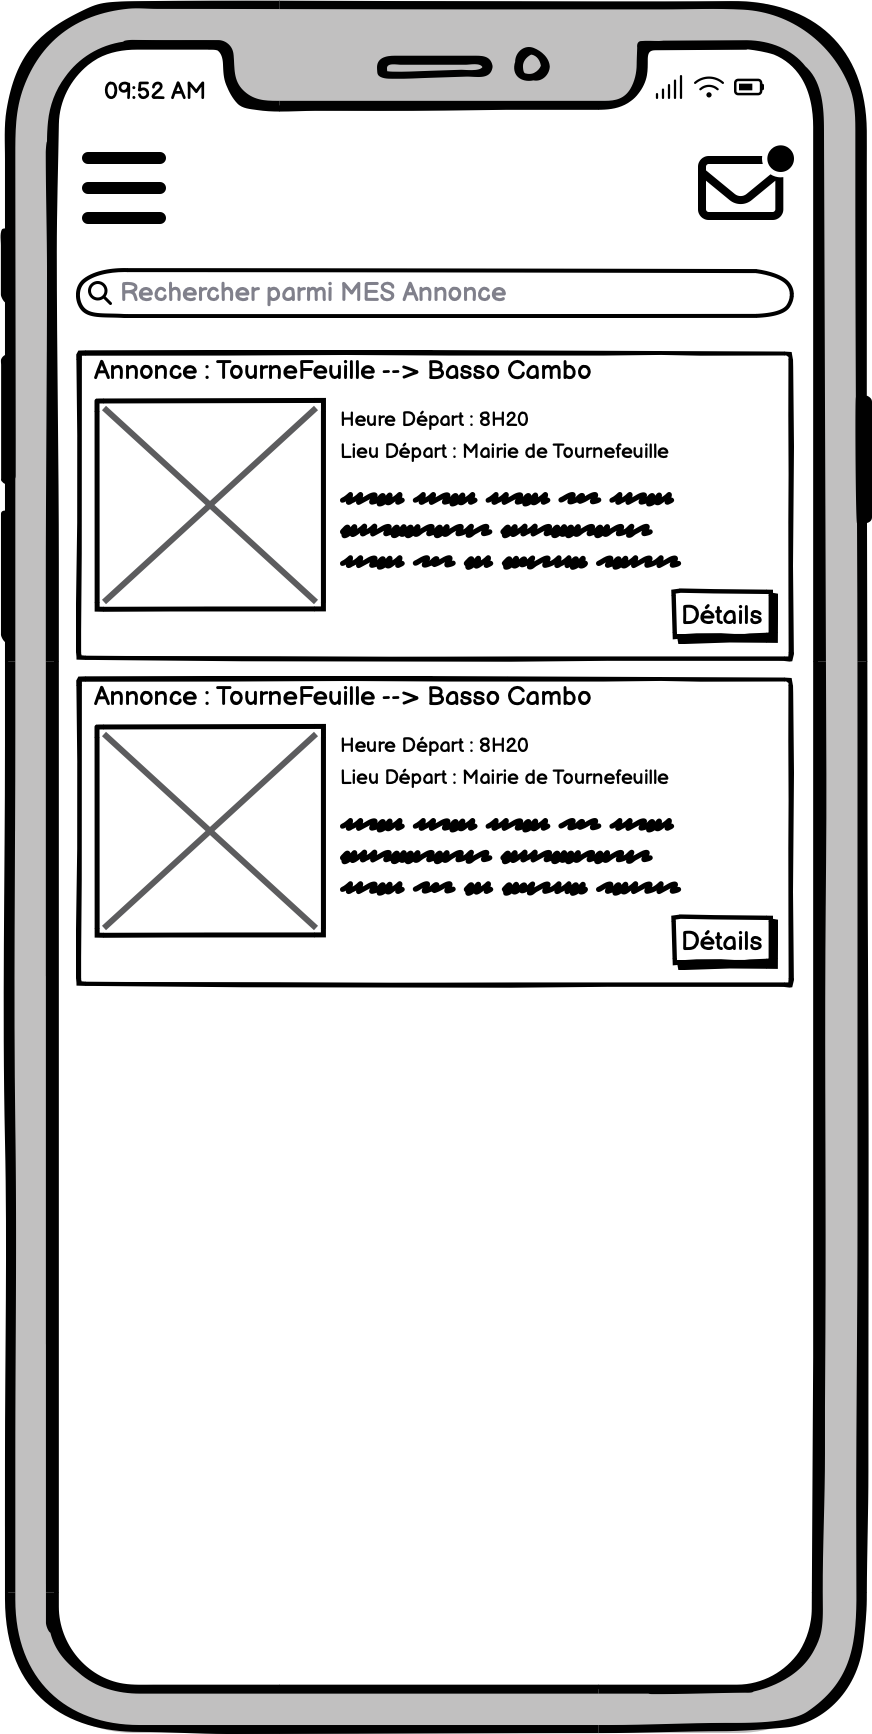 09:52 AM
Rechercher parmi MES Annonce
Annonce : TourneFeuille --> Basso Cambo
Heure Départ : 8H20
Lieu Départ : Mairie de Tournefeuille
Détails
Annonce : TourneFeuille --> Basso Cambo
Heure Départ : 8H20
Lieu Départ : Mairie de Tournefeuille
Détails